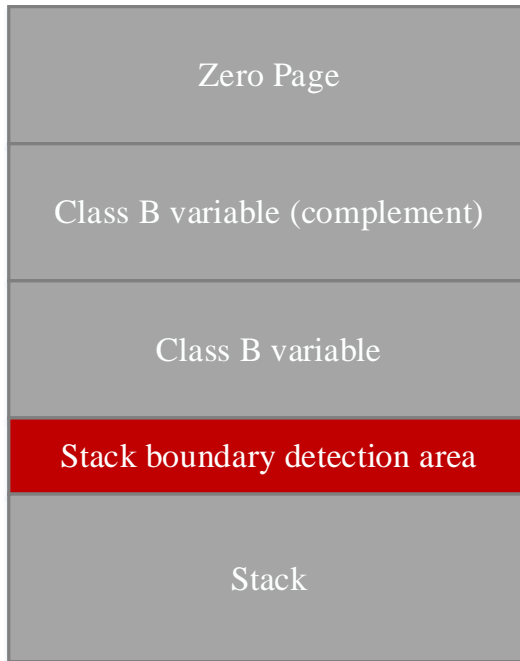 Zero Page
Class B variable (complement)
Class B variable
Stack boundary detection area
Stack